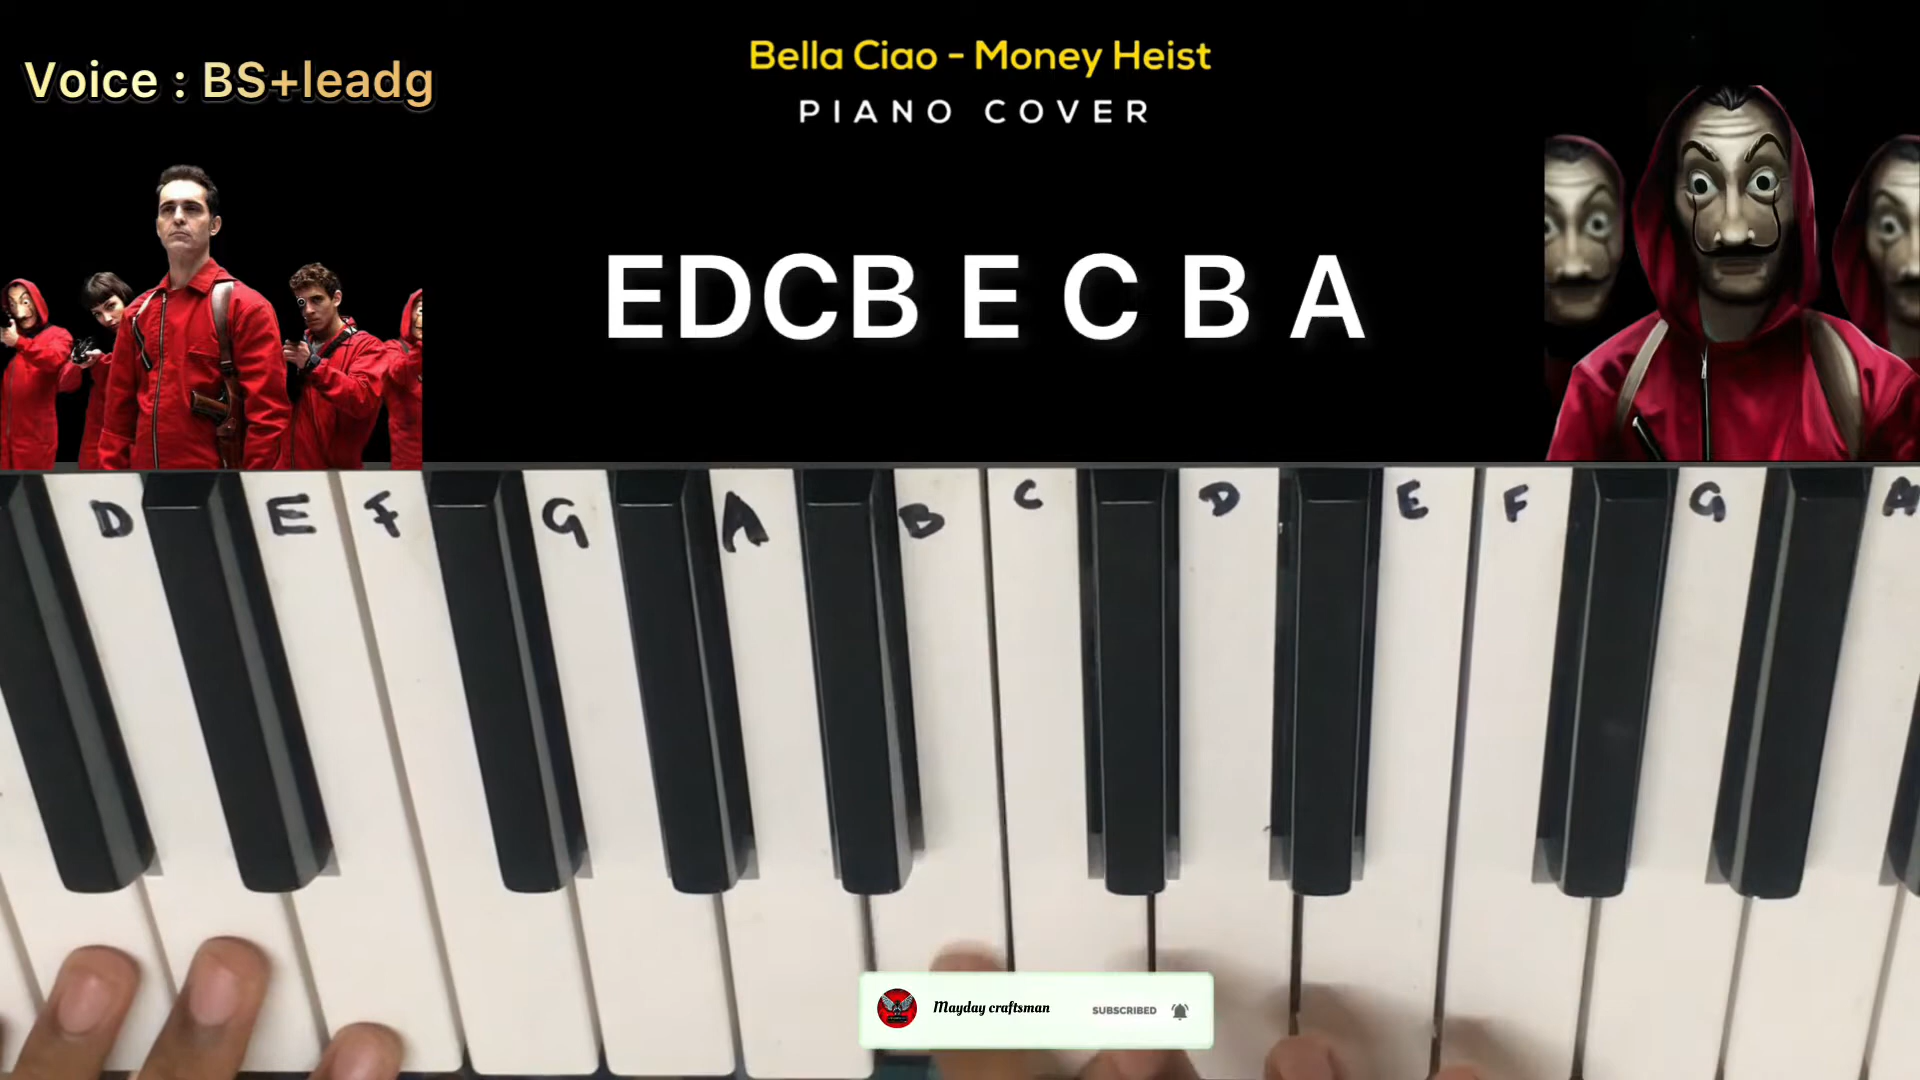 Bella Ciao - Money Heist
Voice : BS+leadg
PIANO COVER
EDCB E C B A
D E F G A B C D E F G A
Mayday craftsman SUBSCRIBED